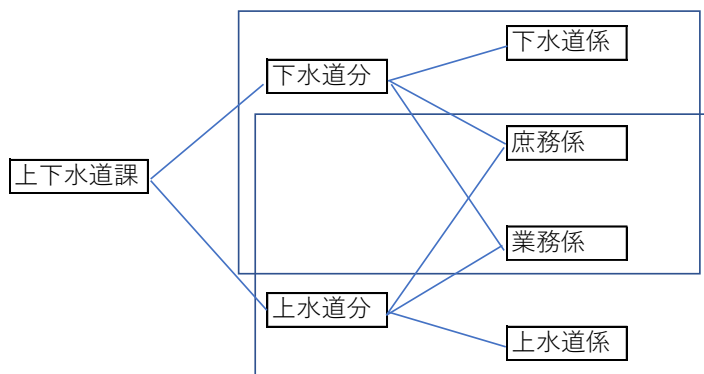 下水道係
下水道分
庶務係
上下水道課
業務係
上水道分
上水道係